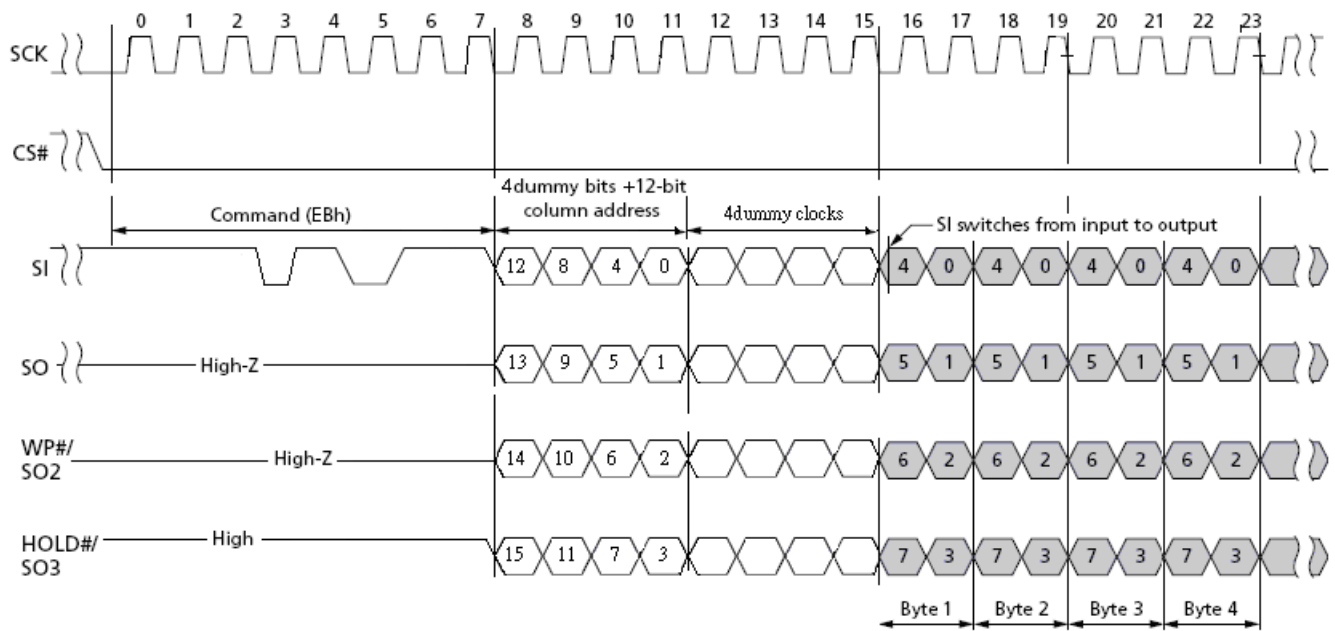 0 1 2 3 4 5 6 7 8 9 10 11 12 13 14 15 16 17 18 19 20 21 22 23
SCK
CS#
4dummy bits +12-bit
column address
Command (EBh)
4dummy clocks
SI switches from input to output
SI
12 8 4 0 4 0 4 0 4 0 4 0
SO
High-Z
13 9 5 1 5 1 5 1 5 1 5 1
WP#/
SO2
High-Z
14 10 6 2 6 2 6 2 6 2 6 2
HOLD#/
SO3
High
15 11 7 3 7 3 7 3 7 3 7 3
Byte 1 Byte 2 Byte 3 Byte 4